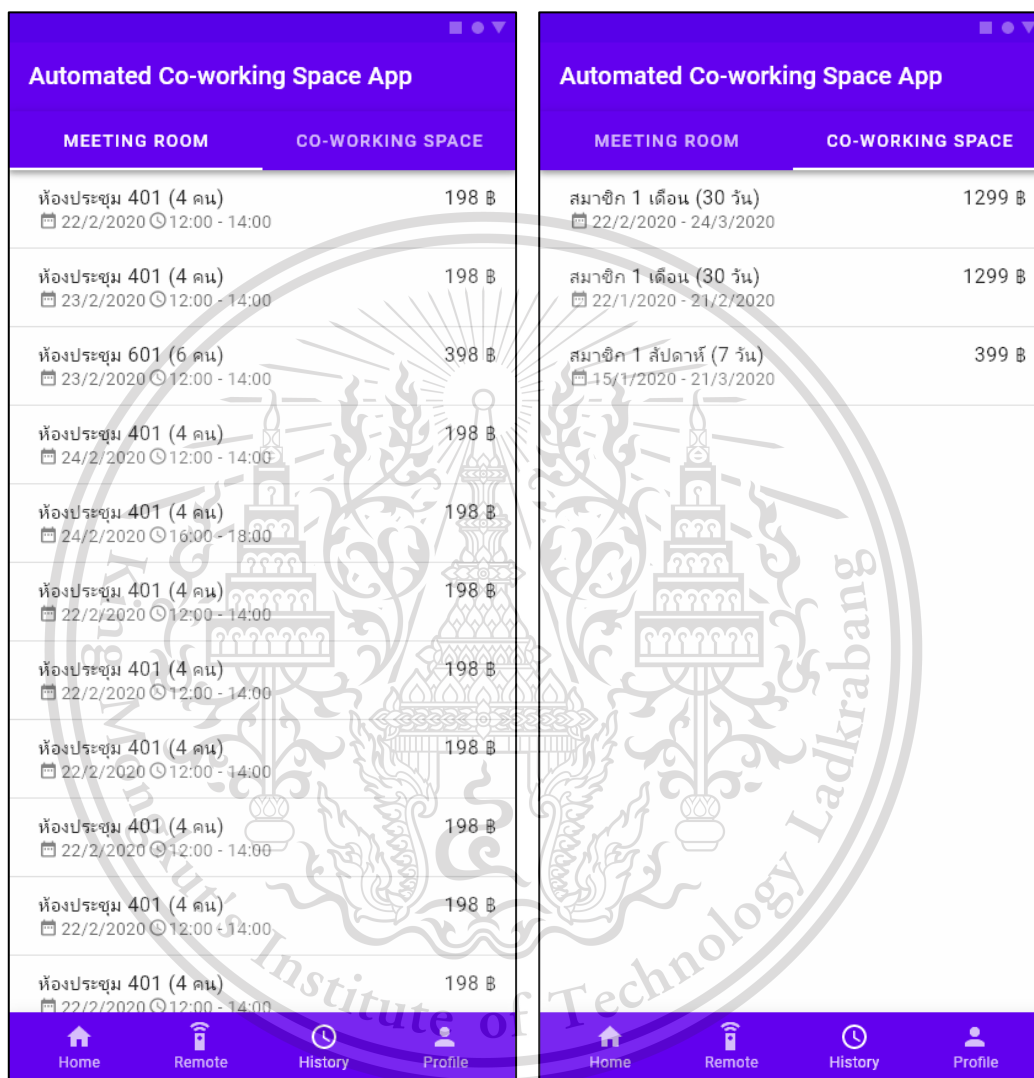 Automated Co-working Space App
MEETING ROOM CO-WORKING SPACE
ห้องประชุม 401 (4 คน) 198 ฿
22/2/2020 12:00 - 14:00
ห้องประชุม 401 (4 คน) 198 ฿
23/2/2020 12:00 - 14:00
ห้องประชุม 601 (6 คน) 398 ฿
23/2/2020 12:00 - 14:00
ห้องประชุม 401 (4 คน) 198 ฿
24/2/2020 12:00 - 14:00
ห้องประชุม 401 (4 คน) 198 ฿
24/2/2020 16:00 - 18:00
ห้องประชุม 401 (4 คน) 198 ฿
22/2/2020 12:00 - 14:00
ห้องประชุม 401 (4 คน) 198 ฿
22/2/2020 12:00 - 14:00
ห้องประชุม 401 (4 คน) 198 ฿
22/2/2020 12:00 - 14:00
ห้องประชุม 401 (4 คน) 198 ฿
22/2/2020 12:00 - 14:00
ห้องประชุม 401 (4 คน) 198 ฿
22/2/2020 12:00 - 14:00
ห้องประชุม 401 (4 คน) 198 ฿
22/2/2020 12:00 - 14:00
Home Remote History Profile
Automated Co-working Space App
MEETING ROOM CO-WORKING SPACE
สมาชิก 1 เดือน (30 วัน) 1299 ฿
22/2/2020 - 24/3/2020
สมาชิก 1 เดือน (30 วัน) 1299 ฿
22/1/2020 - 21/2/2020
สมาชิก 1 สัปดาห์ (7 วัน) 399 ฿
15/1/2020 - 21/3/2020
Home Remote History Profile
King Mongkut's Institute of Technology Ladkrabang